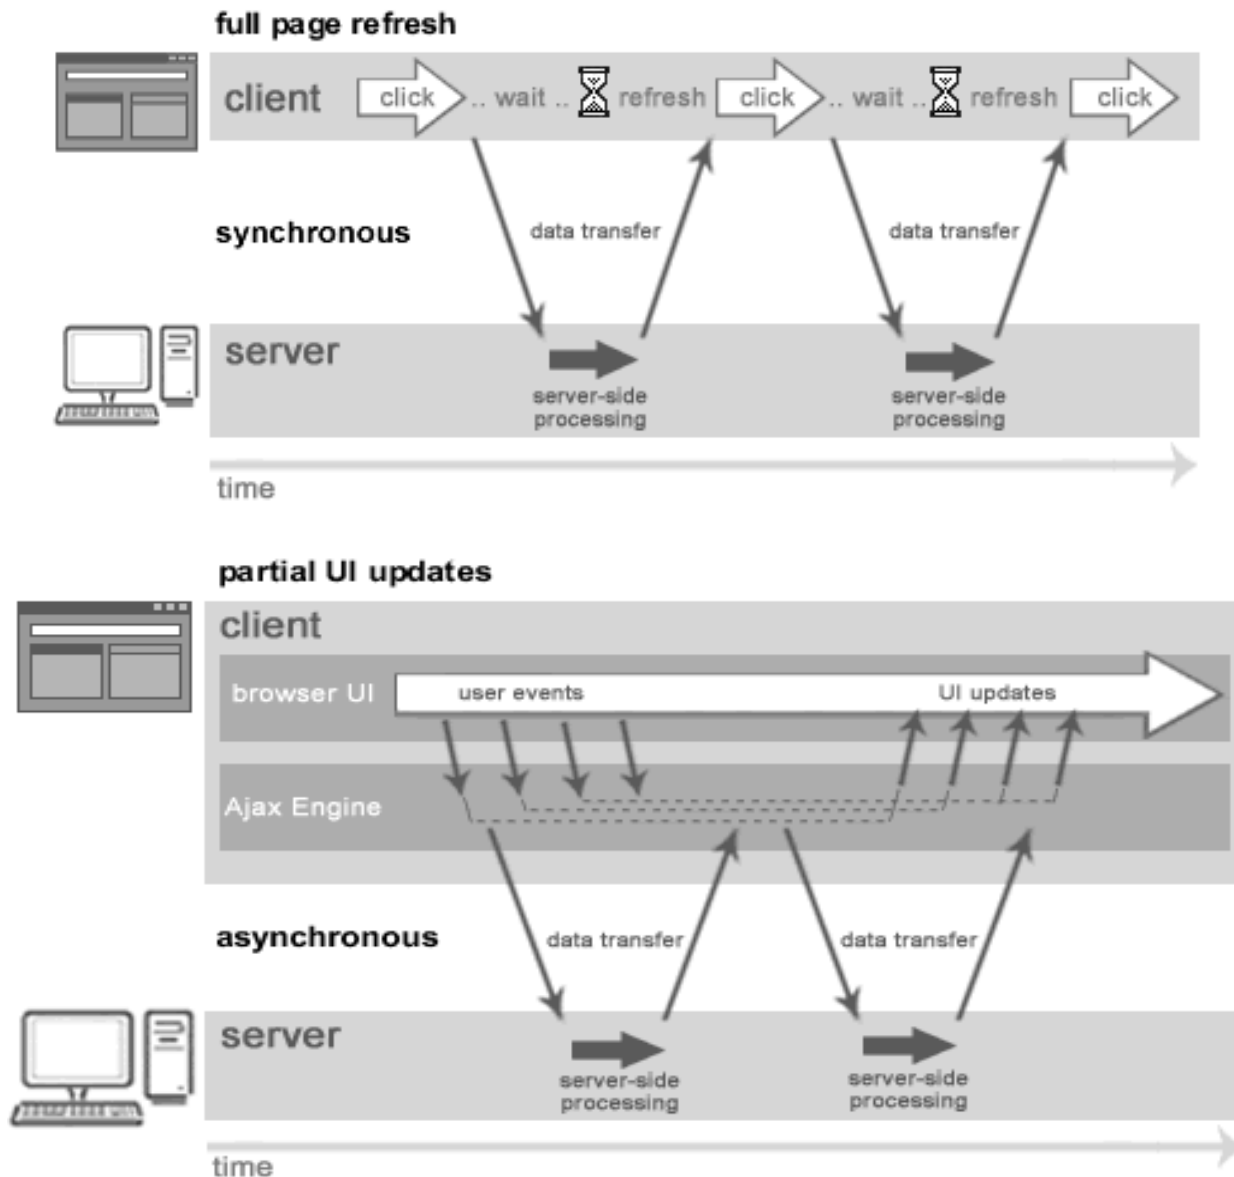 full page refresh
client click .. wait .. refresh click .. wait .. refresh click
synchronous data transfer data transfer
server
server-side server-side
processing processing
time
partial UI updates
client
browser UI user events UI updates
Ajax Engine
asynchronous data transfer data transfer
server
server-side server-side
processing processing
time